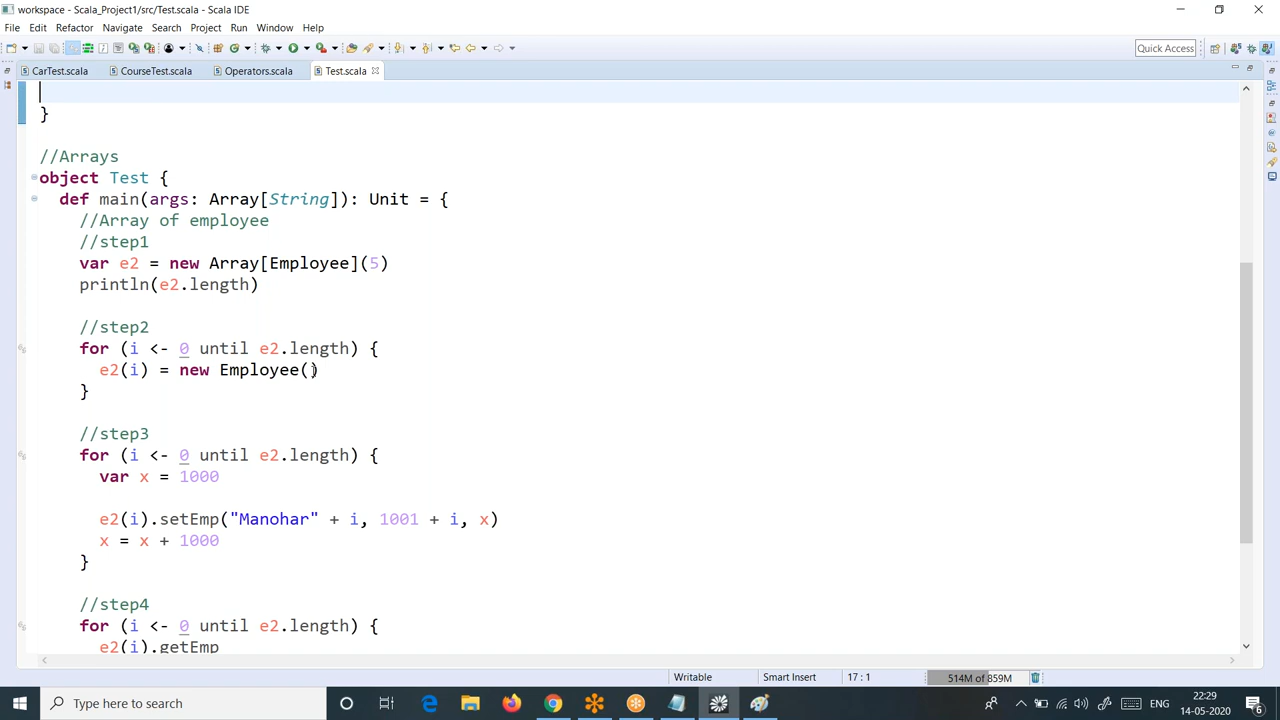 workspace - Scala_Project1/src/Test.scala - Scala IDE
File Edit Refactor Navigate Search Project Run Window Help
Quick Access
CarTest.scala CourseTest.scala Operators.scala Test.scala
}
//Arrays
object Test {
def main(args: Array[String]): Unit = {
//Array of employee
//step1
var e2 = new Array[Employee](5)
println(e2.length)
//step2
for (i <- 0 until e2.length) {
e2(i) = new Employee()
}
//step3
for (i <- 0 until e2.length) {
var x = 1000
e2(i).setEmp("Manohar" + i, 1001 + i, x)
x = x + 1000
}
//step4
for (i <- 0 until e2.length) {
e2(i).getEmp
Writable Smart Insert 17 : 1 514M of 859M
Type here to search
ENG
22:29
14-05-2020
6